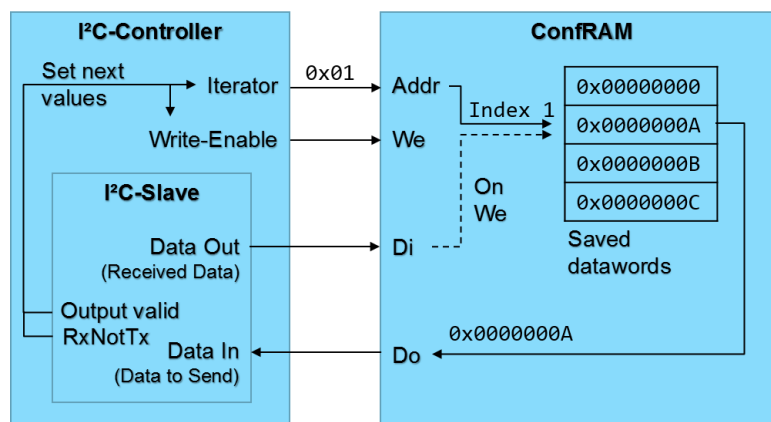 I²C-Controller
Set next
values
Iterator
Write-Enable
I²C-Slave
Data Out
(Received Data)
Output valid
RxNotTx
Data In
(Data to Send)
0x01
ConfRAM
Addr
Index 1
We
On
We
Di
Do
0x00000000
0x0000000A
0x0000000B
0x0000000C
Saved
datawords
0x0000000A